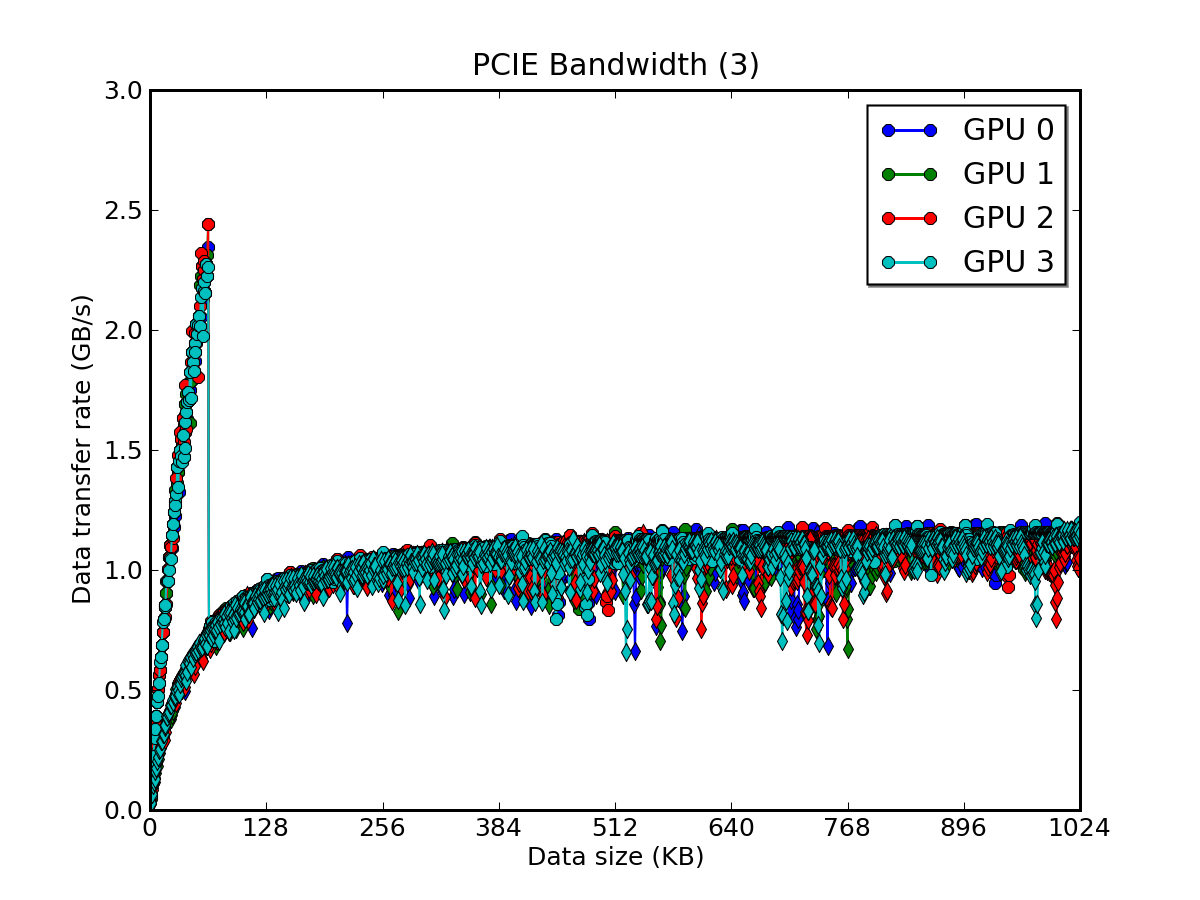 PCIE Bandwidth (3)
3.0
2.5
2.0
1.5
1.0
0.5
0.0
Data transfer rate (GB/s)
GPU 0
GPU 1
GPU 2
GPU 3
0 128 256 384 512 640 768 896 1024
Data size (KB)